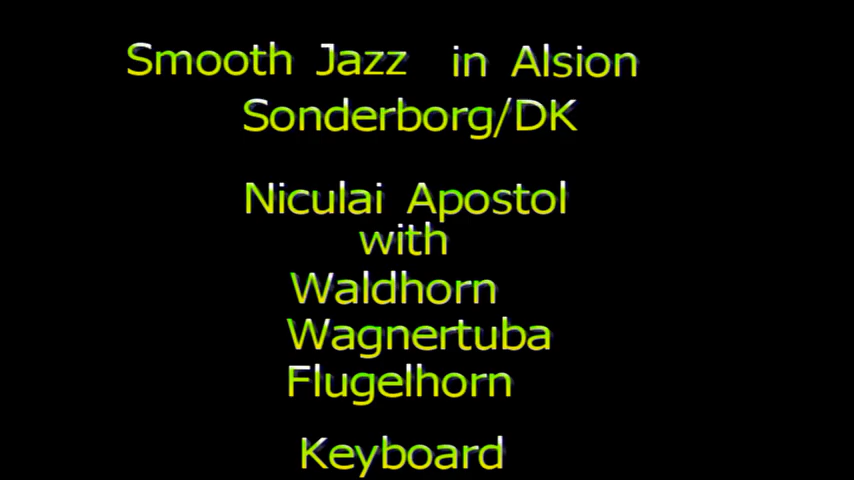 Smooth Jazz in Alsion
Sonderborg/DK
Niculai Apostol
with
Waldhorn
Wagnertuba
Flugelhorn
Keyboard